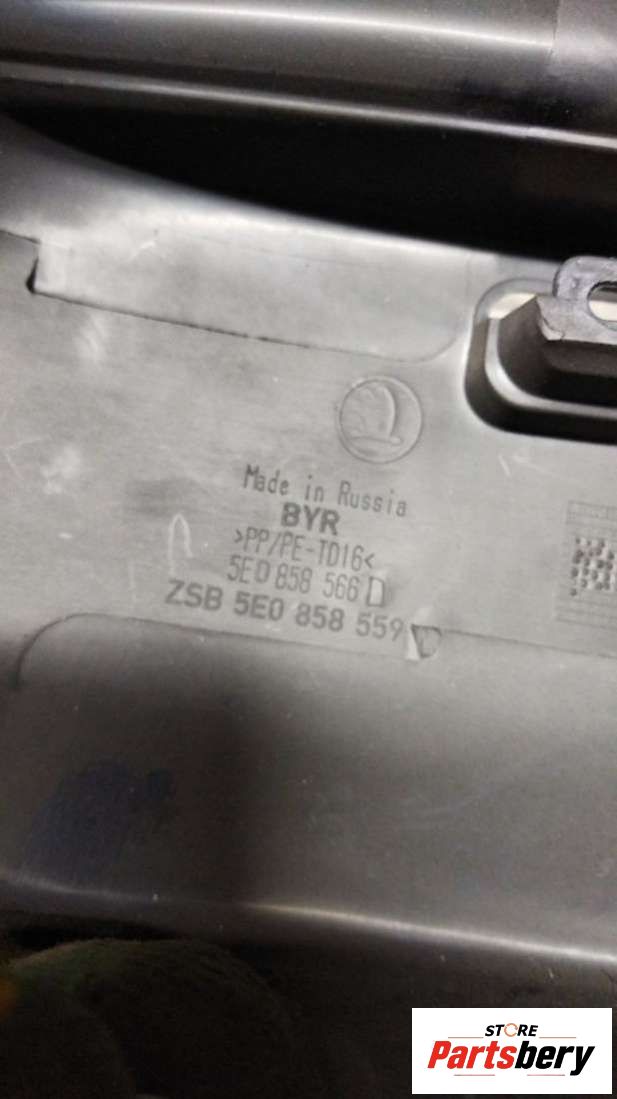 Made in Russia
BYR
>PP/PE-TD16<
5E0 858 566 D
ZSB 5E0 858 559
STORE
Partsbery